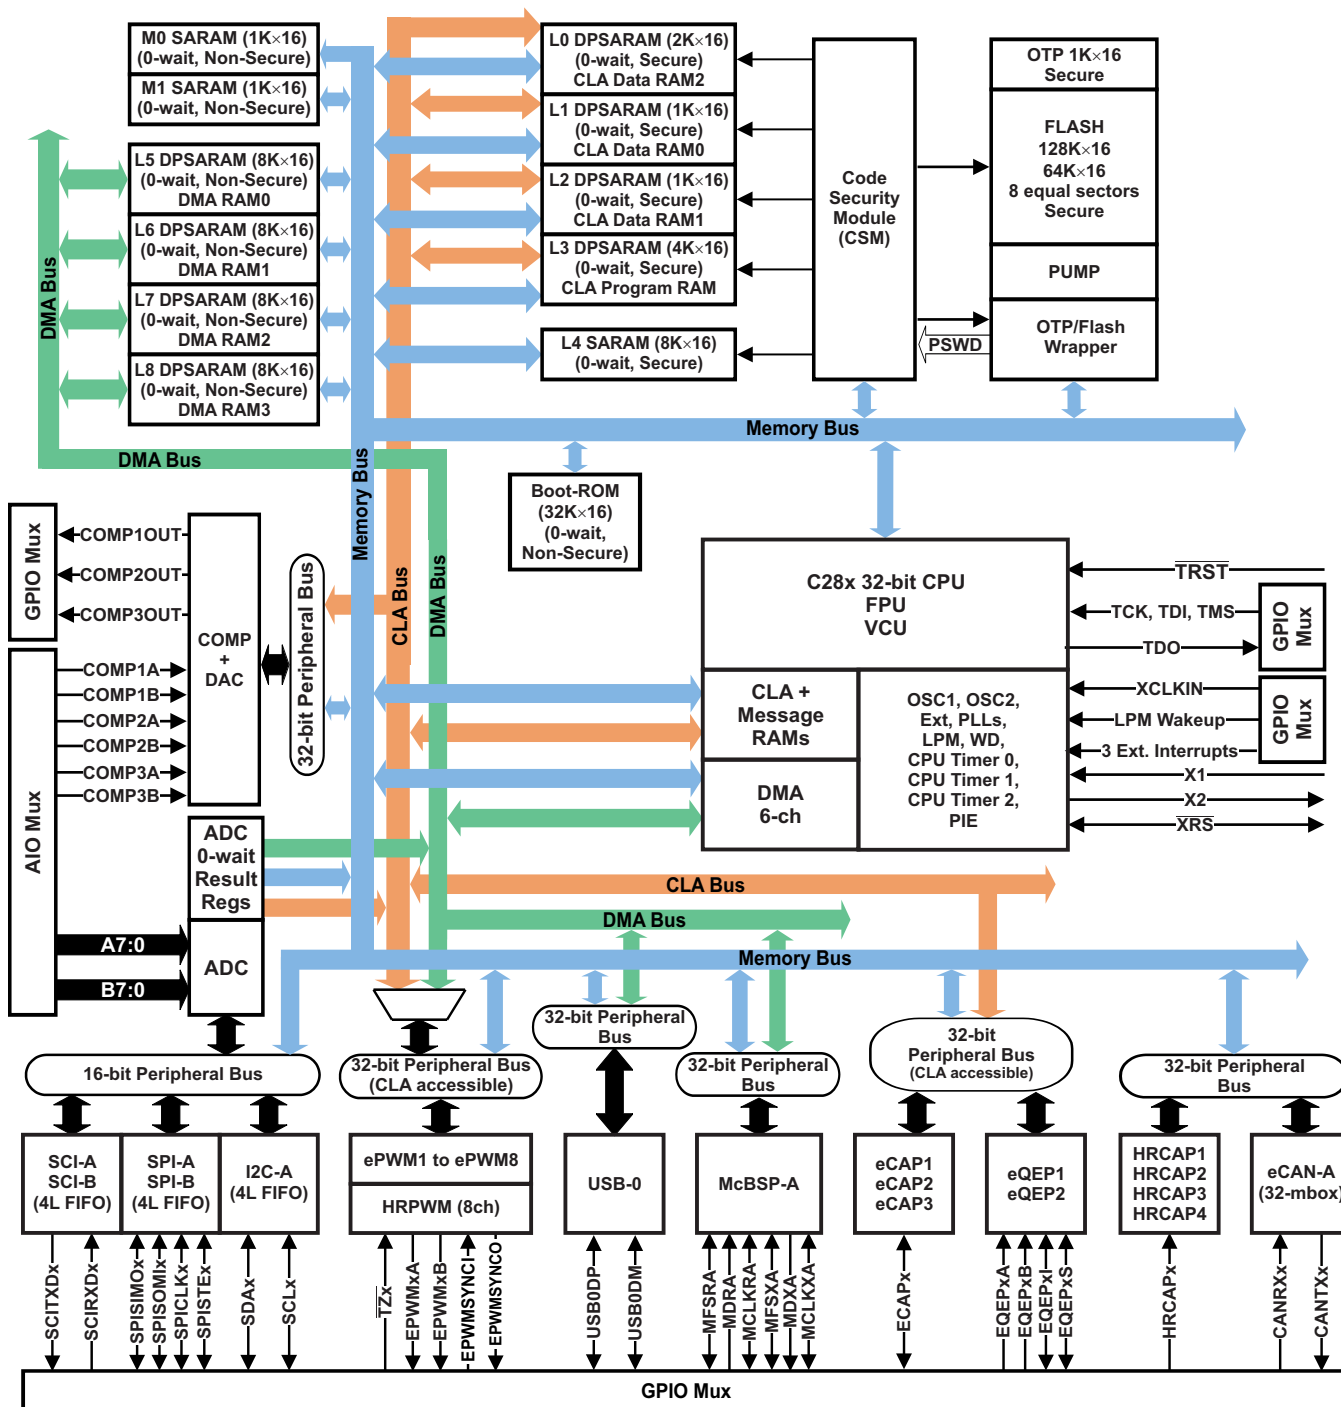 M0 SARAM (1K×16)
(0-wait, Non-Secure)
M1 SARAM (1K×16)
(0-wait, Non-Secure)
L5 DPSARAM (8K×16)
(0-wait, Non-Secure)
DMA RAM0
L6 DPSARAM (8K×16)
(0-wait, Non-Secure)
DMA RAM1
L7 DPSARAM (8K×16)
(0-wait, Non-Secure)
DMA RAM2
L8 DPSARAM (8K×16)
(0-wait, Non-Secure)
DMA RAM3
DMA Bus
L0 DPSARAM (2K×16)
(0-wait, Secure)
CLA Data RAM2
L1 DPSARAM (1K×16)
(0-wait, Secure)
CLA Data RAM0
L2 DPSARAM (1K×16)
(0-wait, Secure)
CLA Data RAM1
L3 DPSARAM (4K×16)
(0-wait, Secure)
CLA Program RAM
L4 SARAM (8K×16)
(0-wait, Secure)
Code
Security
Module
(CSM)
OTP 1K×16
Secure
FLASH
128K×16
64K×16
8 equal sectors
Secure
PUMP
OTP/Flash
Wrapper
PSWD
Memory Bus
DMA Bus
Memory Bus
CLA Bus
DMA Bus
Boot-ROM
(32K×16)
(0-wait,
Non-Secure)
GPIO Mux
COMP1OUT
COMP2OUT
COMP3OUT
COMP
+
DAC
32-bit Peripheral Bus
AIO Mux
COMP1A
COMP1B
COMP2A
COMP2B
COMP3A
COMP3B
ADC
0-wait
Result
Regs
ADC
A7:0
B7:0
C28x 32-bit CPU
FPU
VCU
CLA +
Message
RAMs
DMA
6-ch
OSC1, OSC2,
Ext, PLLs,
LPM, WD,
CPU Timer 0,
CPU Timer 1,
CPU Timer 2,
PIE
TRST
TCK, TDI, TMS
TDO
GPIO
Mux
XCLKIN
LPM Wakeup
3 Ext. Interrupts
GPIO
Mux
X1
X2
XRS
CLA Bus
DMA Bus
Memory Bus
16-bit Peripheral Bus
32-bit Peripheral Bus
(CLA accessible)
32-bit Peripheral
Bus
32-bit Peripheral
Bus
32-bit
Peripheral Bus
(CLA accessible)
32-bit Peripheral
Bus
SCI-A
SCI-B
(4L FIFO)
SPI-A
SPI-B
(4L FIFO)
I2C-A
(4L FIFO)
ePWM1 to ePWM8
HRPWM (8ch)
USB-0
McBSP-A
eCAP1
eCAP2
eCAP3
eQEP1
eQEP2
HRCAP1
HRCAP2
HRCAP3
HRCAP4
eCAN-A
(32-mbox)
SCITXDx
SCIRXDx
SPISIMOx
SPISOMIx
SPICLKx
SPISTEx
SDAx
SCLx
TZx
EPWMxA
EPWMxB
EPWMSYNCI
EPWMSYNCO
USB0DP
USB0DM
MFSRA
MDRA
MCLKRA
MFSXA
MDXA
MCLKXA
ECAPx
EQEPxA
EQEPxB
EQEPxI
EQEPxS
HRCAPx
CANRXx
CANTXx
GPIO Mux